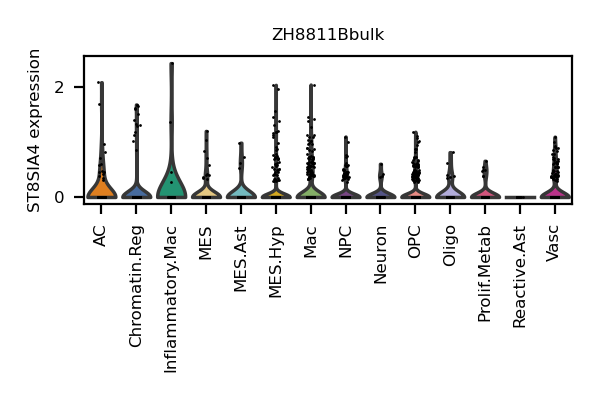 ZH8811Bbulk
ST8SIA4 expression
2
0
AC
Chromatin.Reg
Inflammatory.Mac
MES
MES.Ast
MES.Hyp
Mac
NPC
Neuron
OPC
Oligo
Prolif.Metab
Reactive.Ast
Vasc